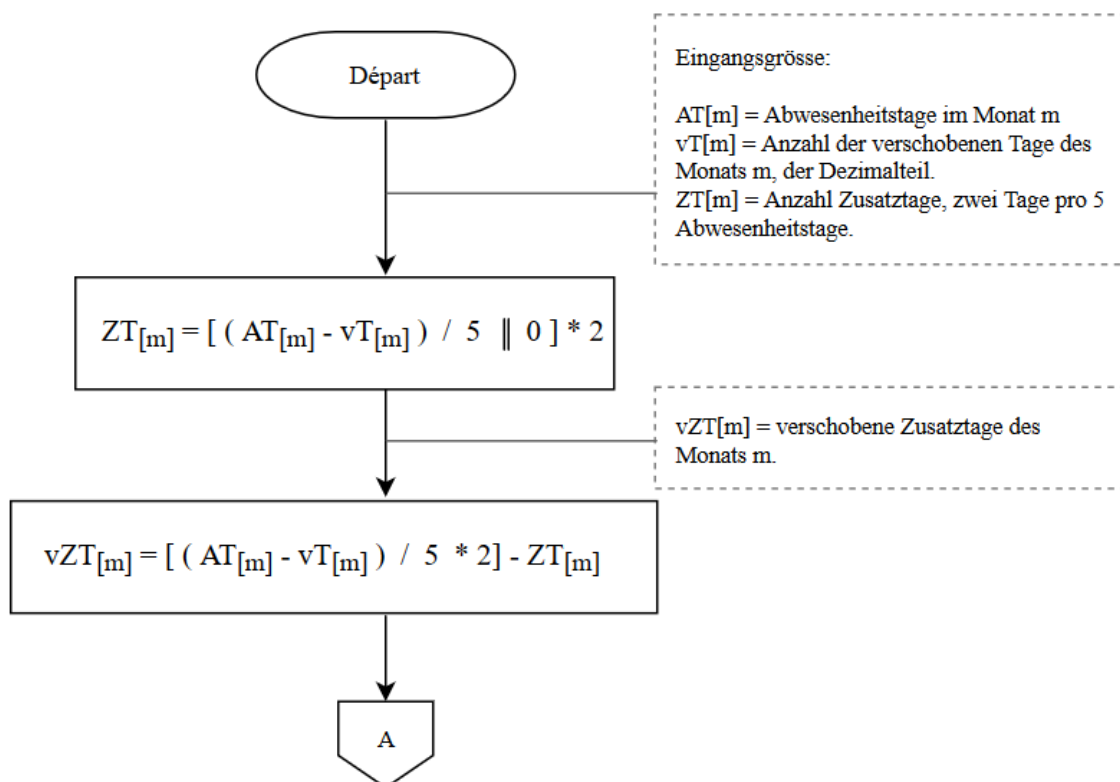 Départ
Eingangsgrösse:
AT[m] = Abwesenheitstage im Monat m
vT[m] = Anzahl der verschobenen Tage des
Monats m, der Dezimalteil.
ZT[m] = Anzahl Zusatztage, zwei Tage pro 5
Abwesenheitstage.
ZT[m] = [ ( AT[m] - vT[m] ) / 5 || 0 ] * 2
vZT[m] = verschobene Zusatztage des
Monats m.
vZT[m] = [ ( AT[m] - vT[m] ) / 5 * 2] - ZT[m]
A